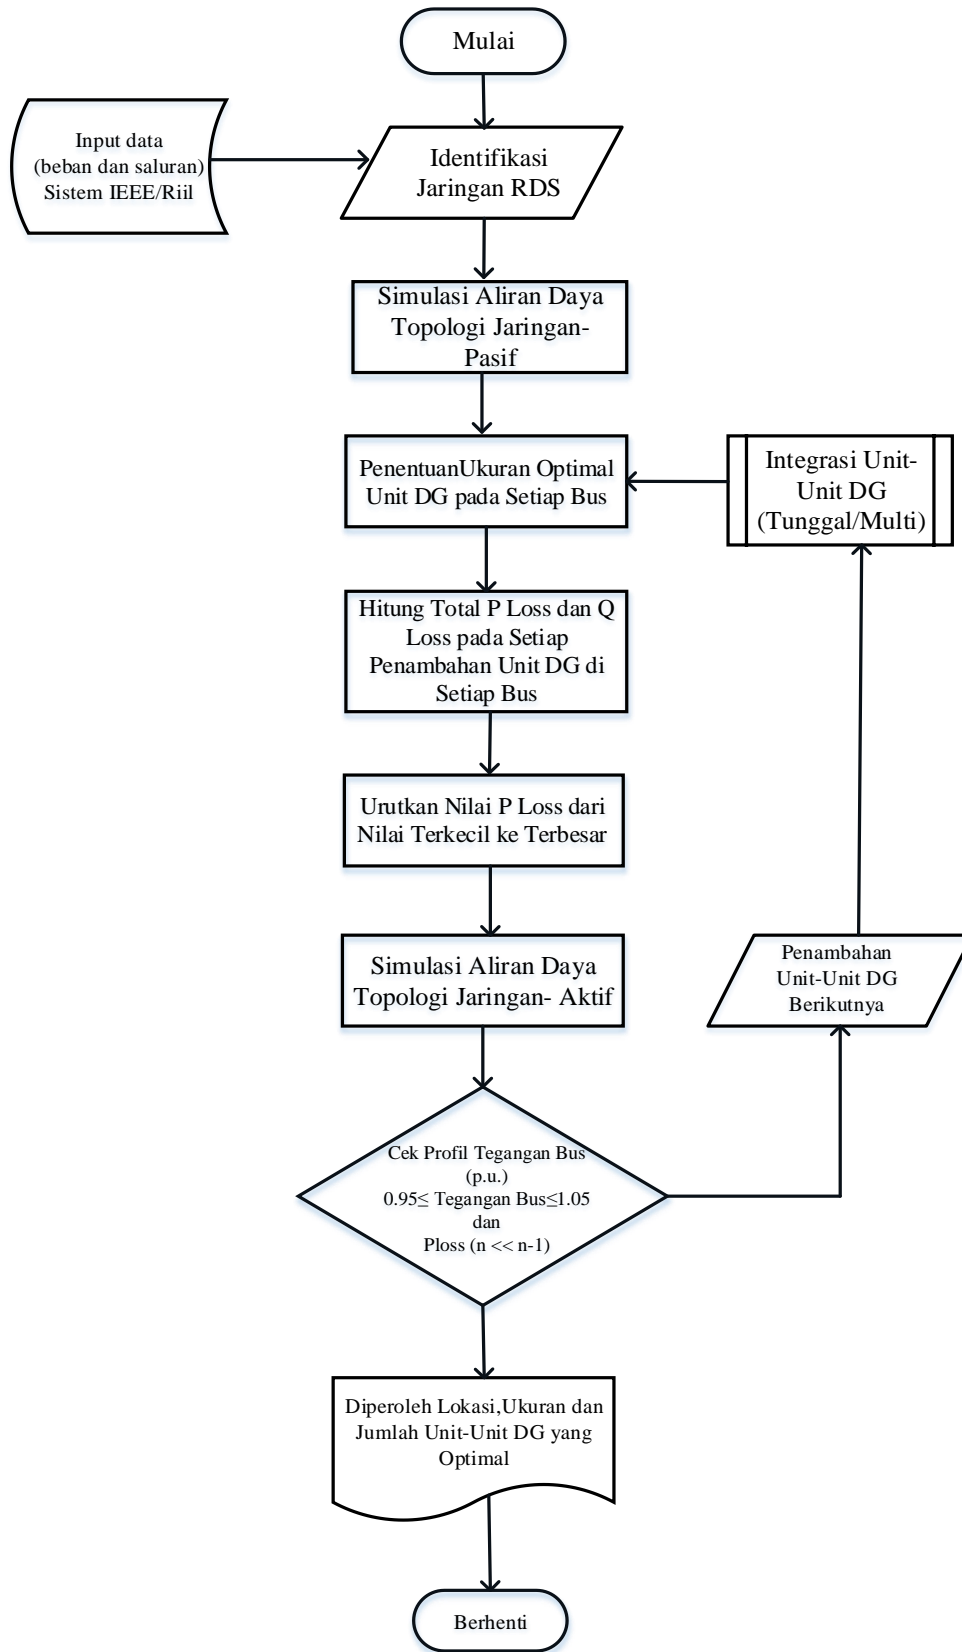 Mulai
Input data
(beban dan saluran)
Sistem IEEE/Riil
Identifikasi
Jaringan RDS
Simulasi Aliran Daya
Topologi Jaringan-
Pasif
PenentuanUkuran Optimal
Unit DG pada Setiap Bus
Integrasi Unit-
Unit DG
(Tunggal/Multi)
Hitung Total P Loss dan Q
Loss pada Setiap
Penambahan Unit DG di
Setiap Bus
Urutkan Nilai P Loss dari
Nilai Terkecil ke Terbesar
Simulasi Aliran Daya
Topologi Jaringan- Aktif
Penambahan
Unit-Unit DG
Berikutnya
Cek Profil Tegangan Bus
(p.u.)
0.95≤ Tegangan Bus≤1.05
dan
Ploss (n << n-1)
Diperoleh Lokasi,Ukuran dan
Jumlah Unit-Unit DG yang
Optimal
Berhenti